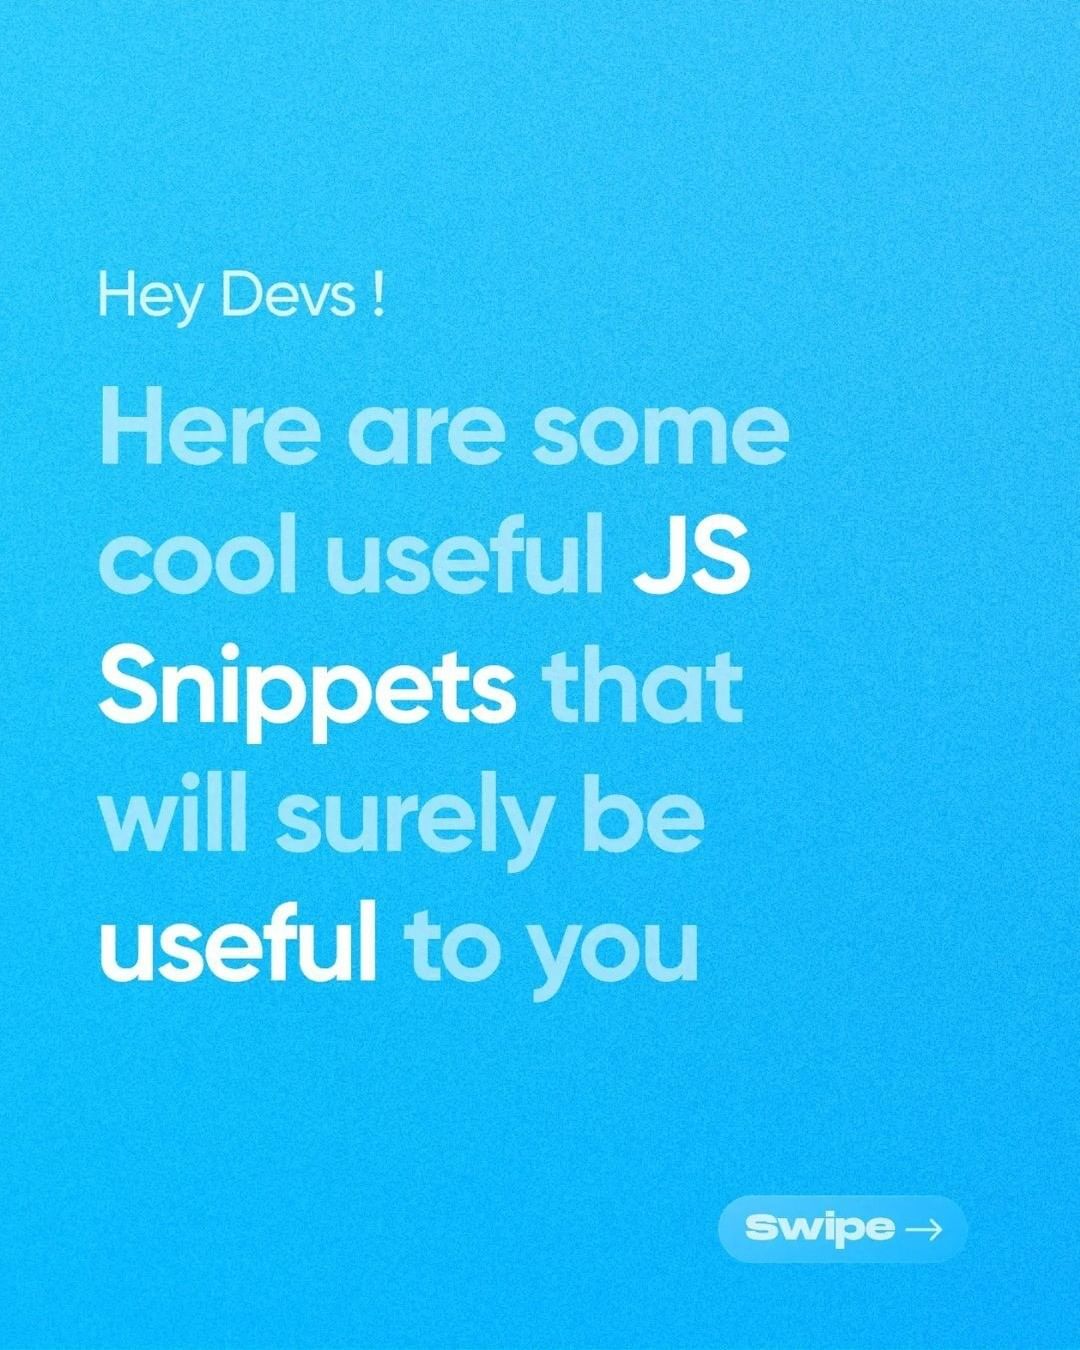 Hey Devs !
Here are some
cool useful JS
Snippets that
will surely be
useful to you
Swipe →